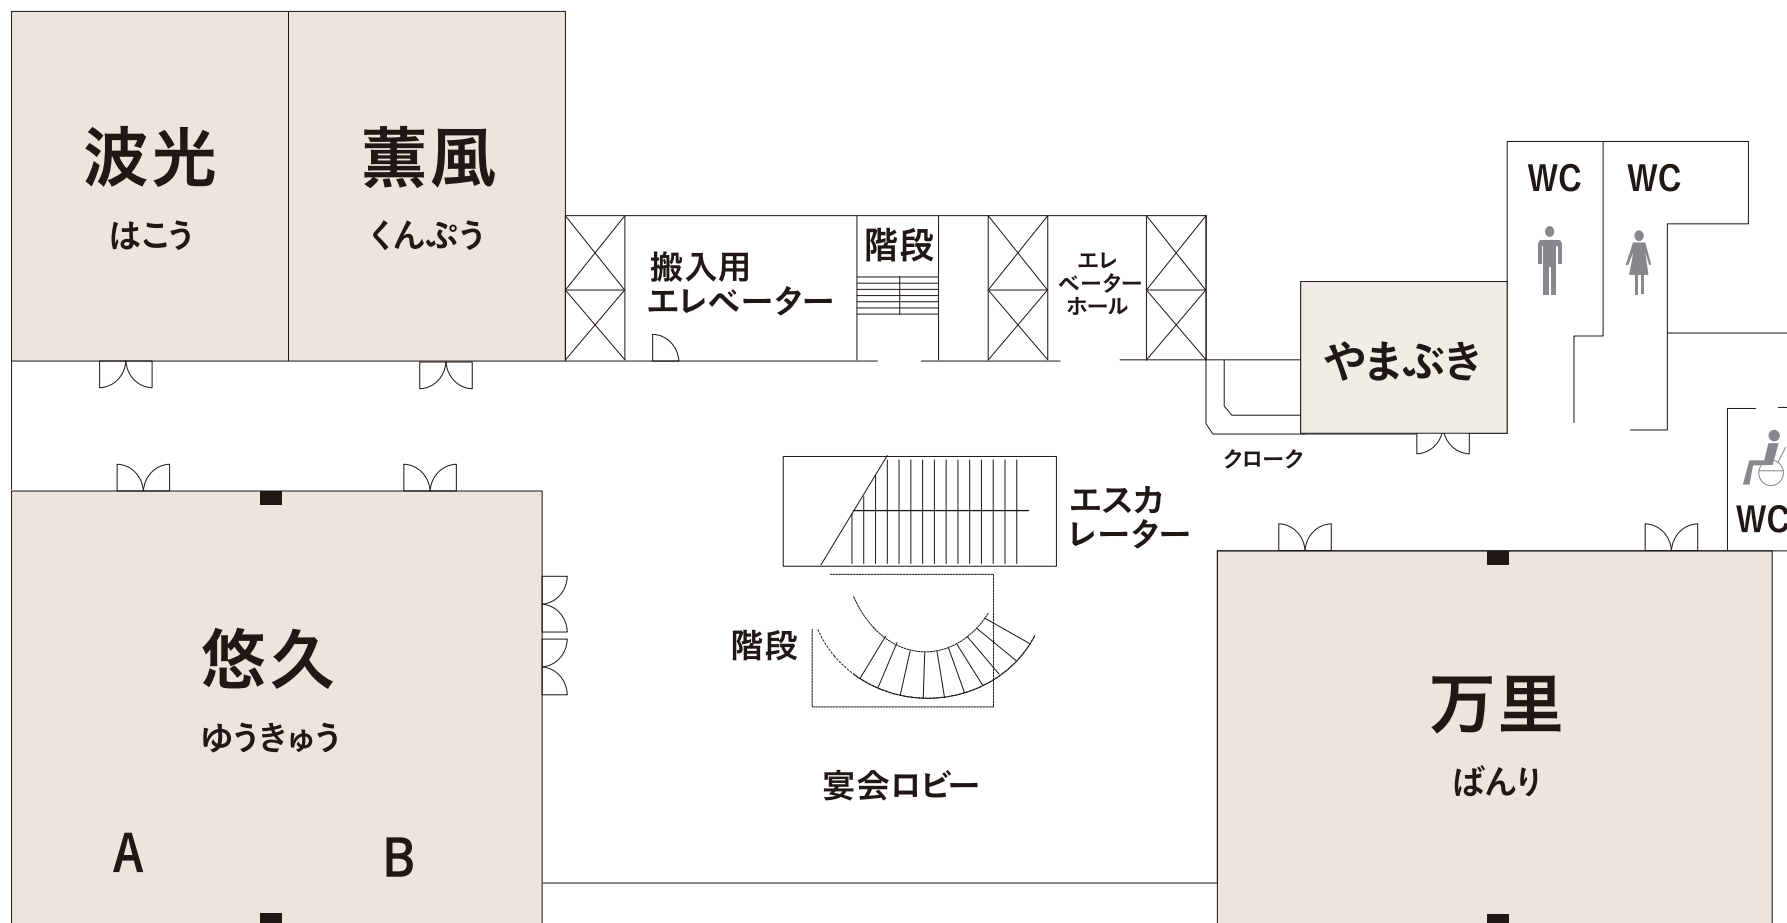 波光
はこう
薫風
くんぷう
搬入用
エレベーター
階段
エレ
ベーター
ホール
WC
WC
やまぶき
クローク
WC
エスカ
レーター
階段
宴会ロビー
悠久
ゆうきゅう
A
B
万里
ばんり